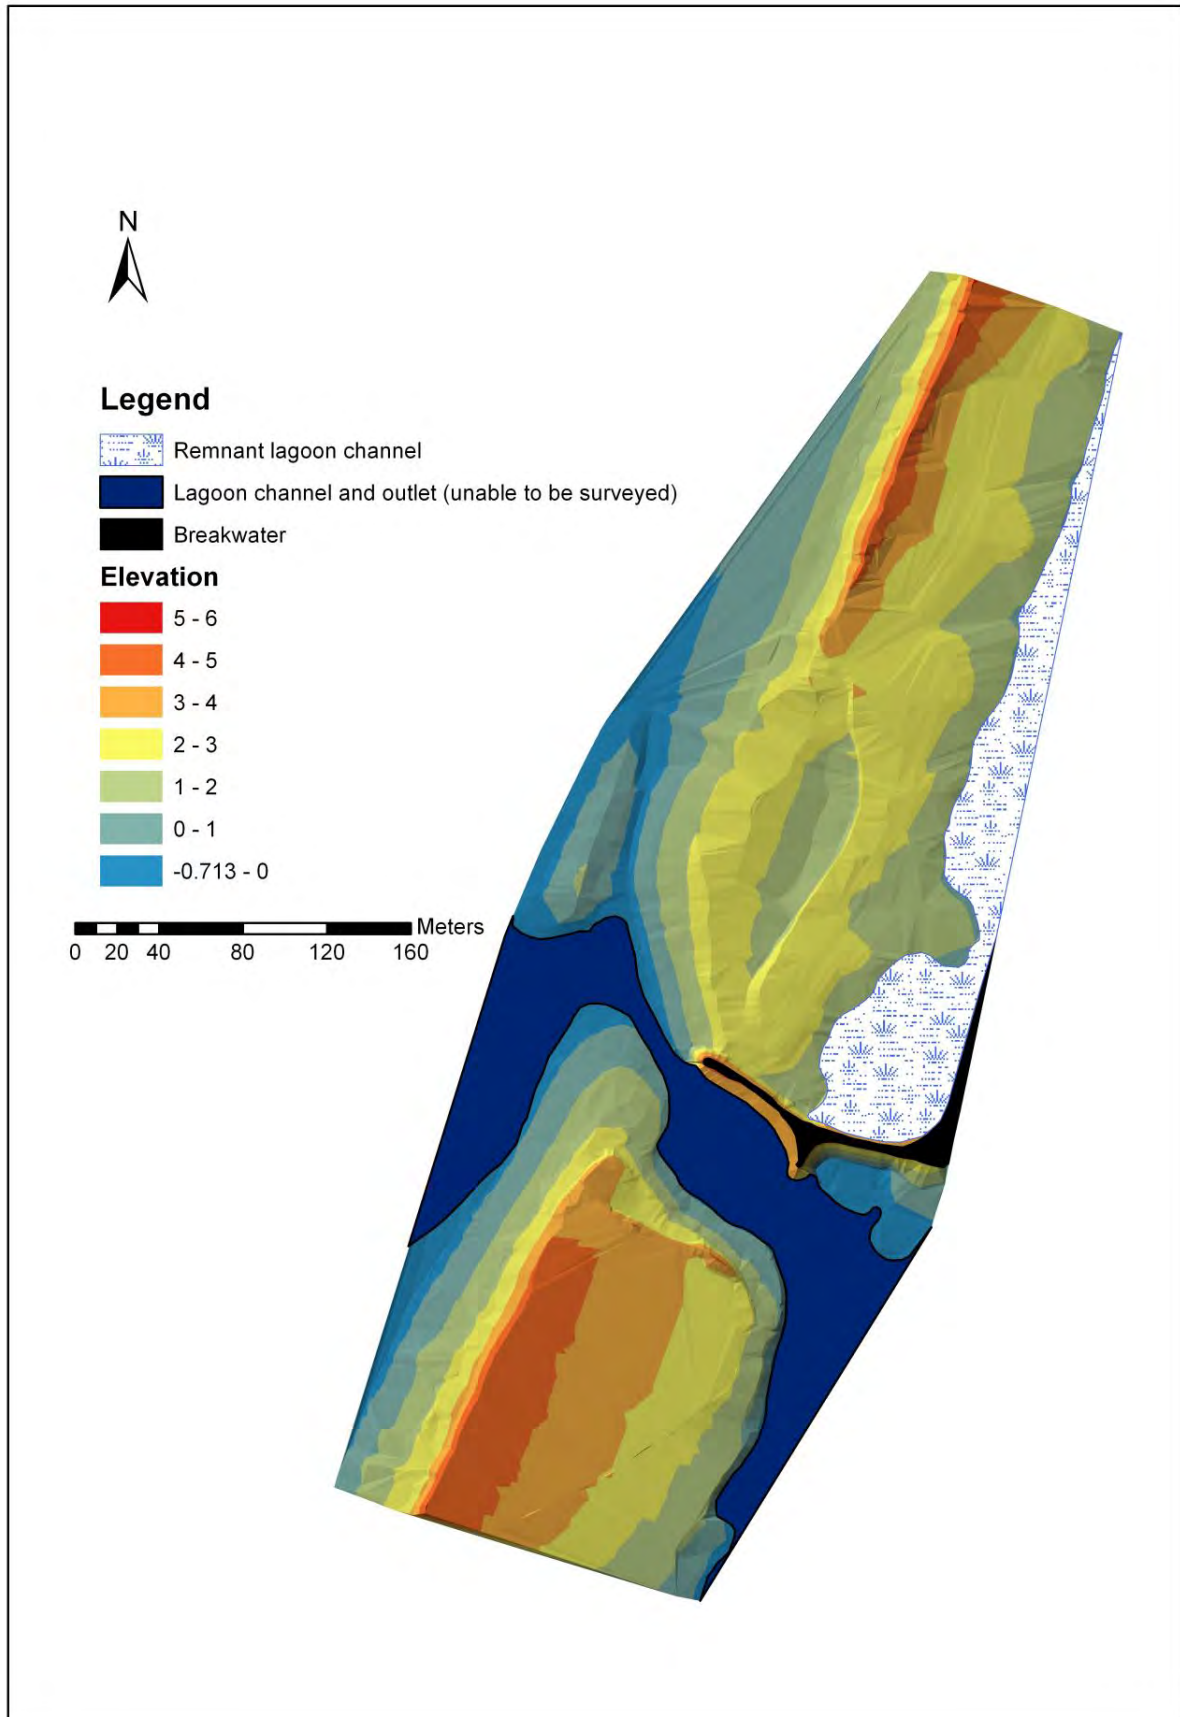 N
Legend
Remnant lagoon channel
Lagoon channel and outlet (unable to be surveyed)
Breakwater
Elevation
5 - 6
4 - 5
3 - 4
2 - 3
1 - 2
0 - 1
-0.713 - 0
Meters
0 20 40 80 120 160